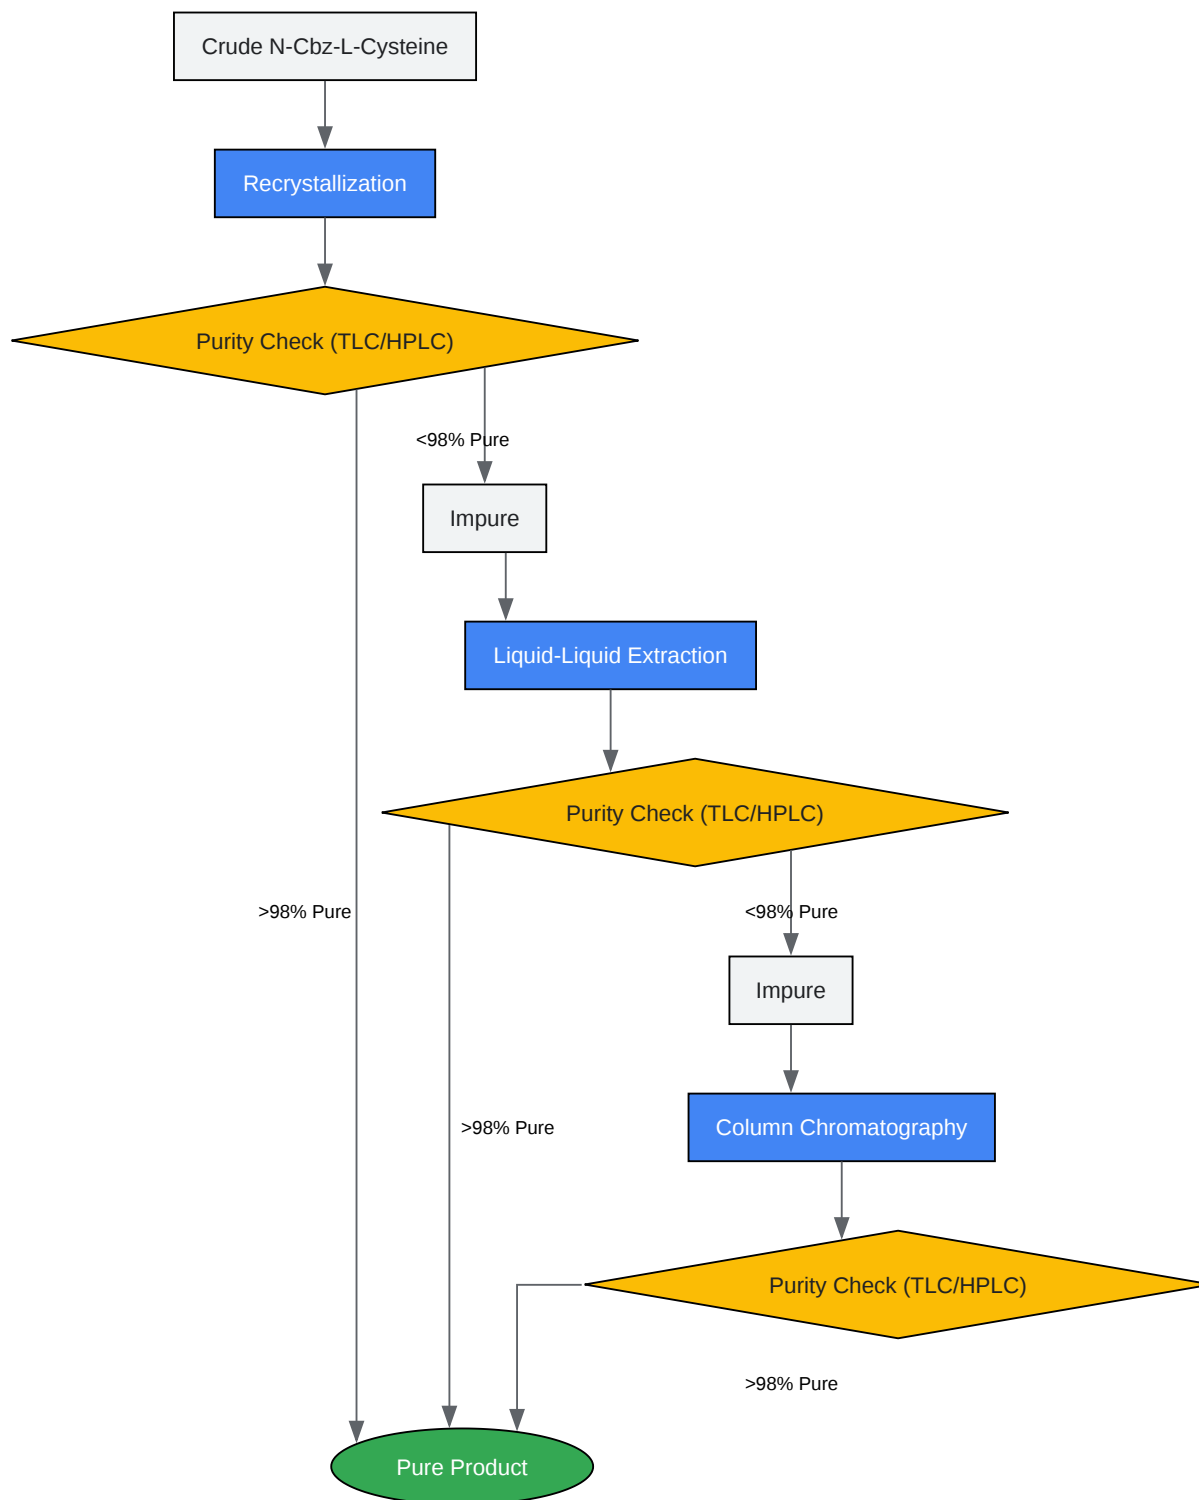 Crude N-Cbz-L-Cysteine
Recrystallization
Purity Check (TLC/HPLC)
<98% Pure
Impure
Liquid-Liquid Extraction
Purity Check (TLC/HPLC)
>98% Pure
<98% Pure
Impure
>98% Pure
Column Chromatography
Purity Check (TLC/HPLC)
>98% Pure
Pure Product